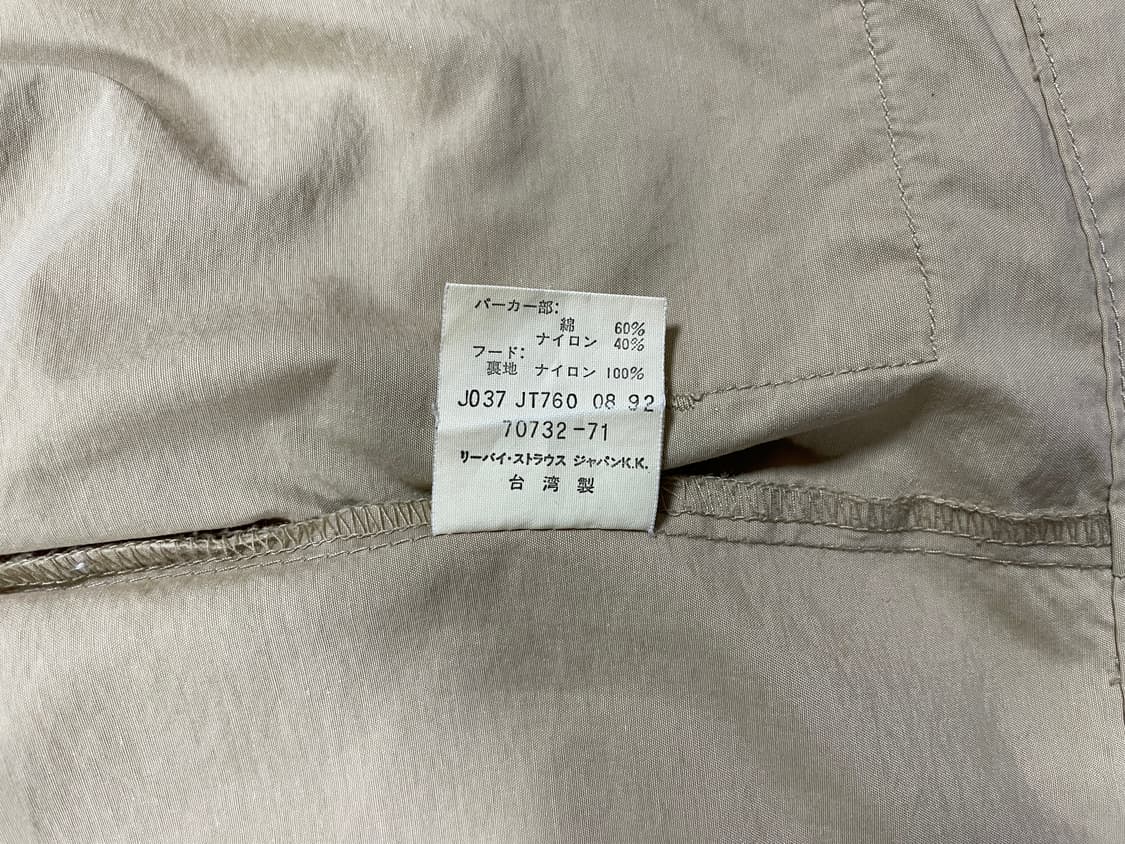 パーカー部:
綿 60%
ナイロン 40%
フード:
裏地 ナイロン 100%
J037 JT760 08 92
70732-71
リーバイ・ストラウス ジャパンK.K.
台湾製